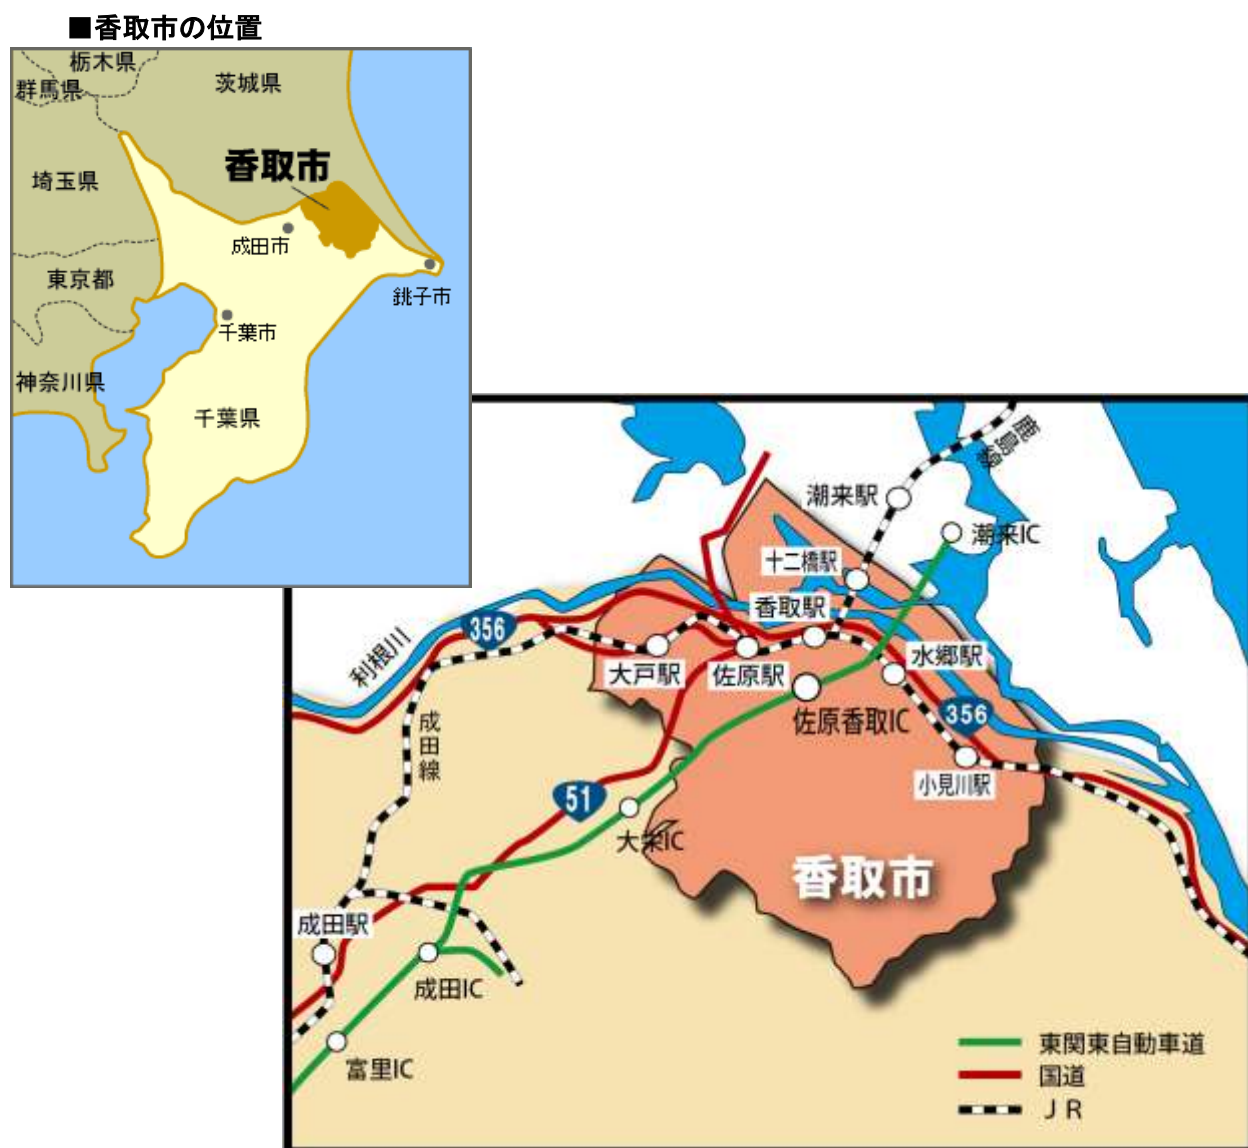 ■香取市の位置
栃木県
群馬県
茨城県
香取市
埼玉県
成田市
東京都
銚子市
千葉市
神奈川県
千葉県
鹿島線
潮来駅
潮来IC
十二橋駅
香取駅
356
利根川
水郷駅
大戸駅
佐原駅
佐原香取IC
356
成田線
小見川駅
51
大栄IC
香取市
成田駅
成田IC
富里IC
東関東自動車道
国道
ＪＲ